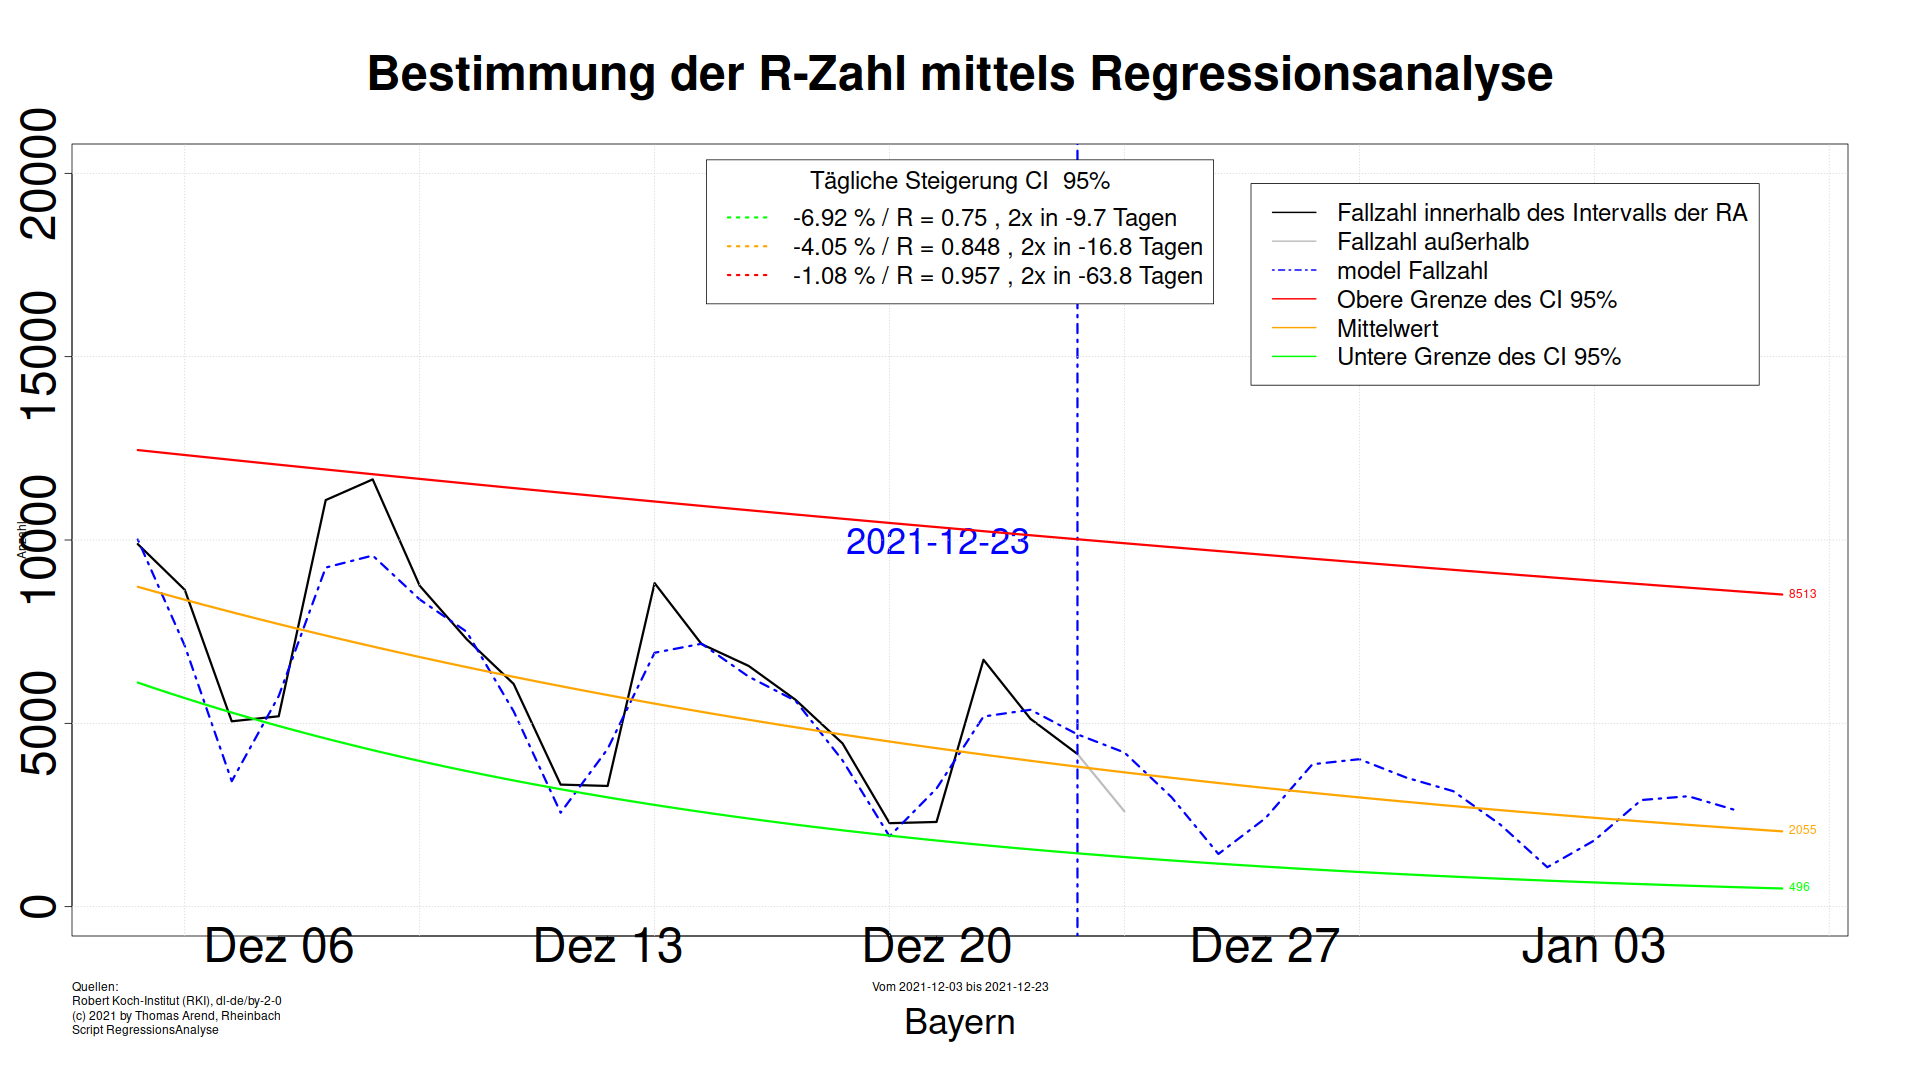 Bestimmung der R-Zahl mittels Regressionsanalyse
Tägliche Steigerung CI 95%
-6.92 % / R = 0.75 , 2x in -9.7 Tagen
-4.05 % / R = 0.848 , 2x in -16.8 Tagen
-1.08 % / R = 0.957 , 2x in -63.8 Tagen
Fallzahl innerhalb des Intervalls der RA
Fallzahl außerhalb
model Fallzahl
Obere Grenze des CI 95%
Mittelwert
Untere Grenze des CI 95%
20000
15000
10000
5000
0
Anzahl
2021-12-23
8513
2055
496
Dez 06
Dez 13
Dez 20
Dez 27
Jan 03
Quellen:
Robert Koch-Institut (RKI), dl-de/by-2-0
(c) 2021 by Thomas Arend, Rheinbach
Script RegressionsAnalyse
Vom 2021-12-03 bis 2021-12-23
Bayern